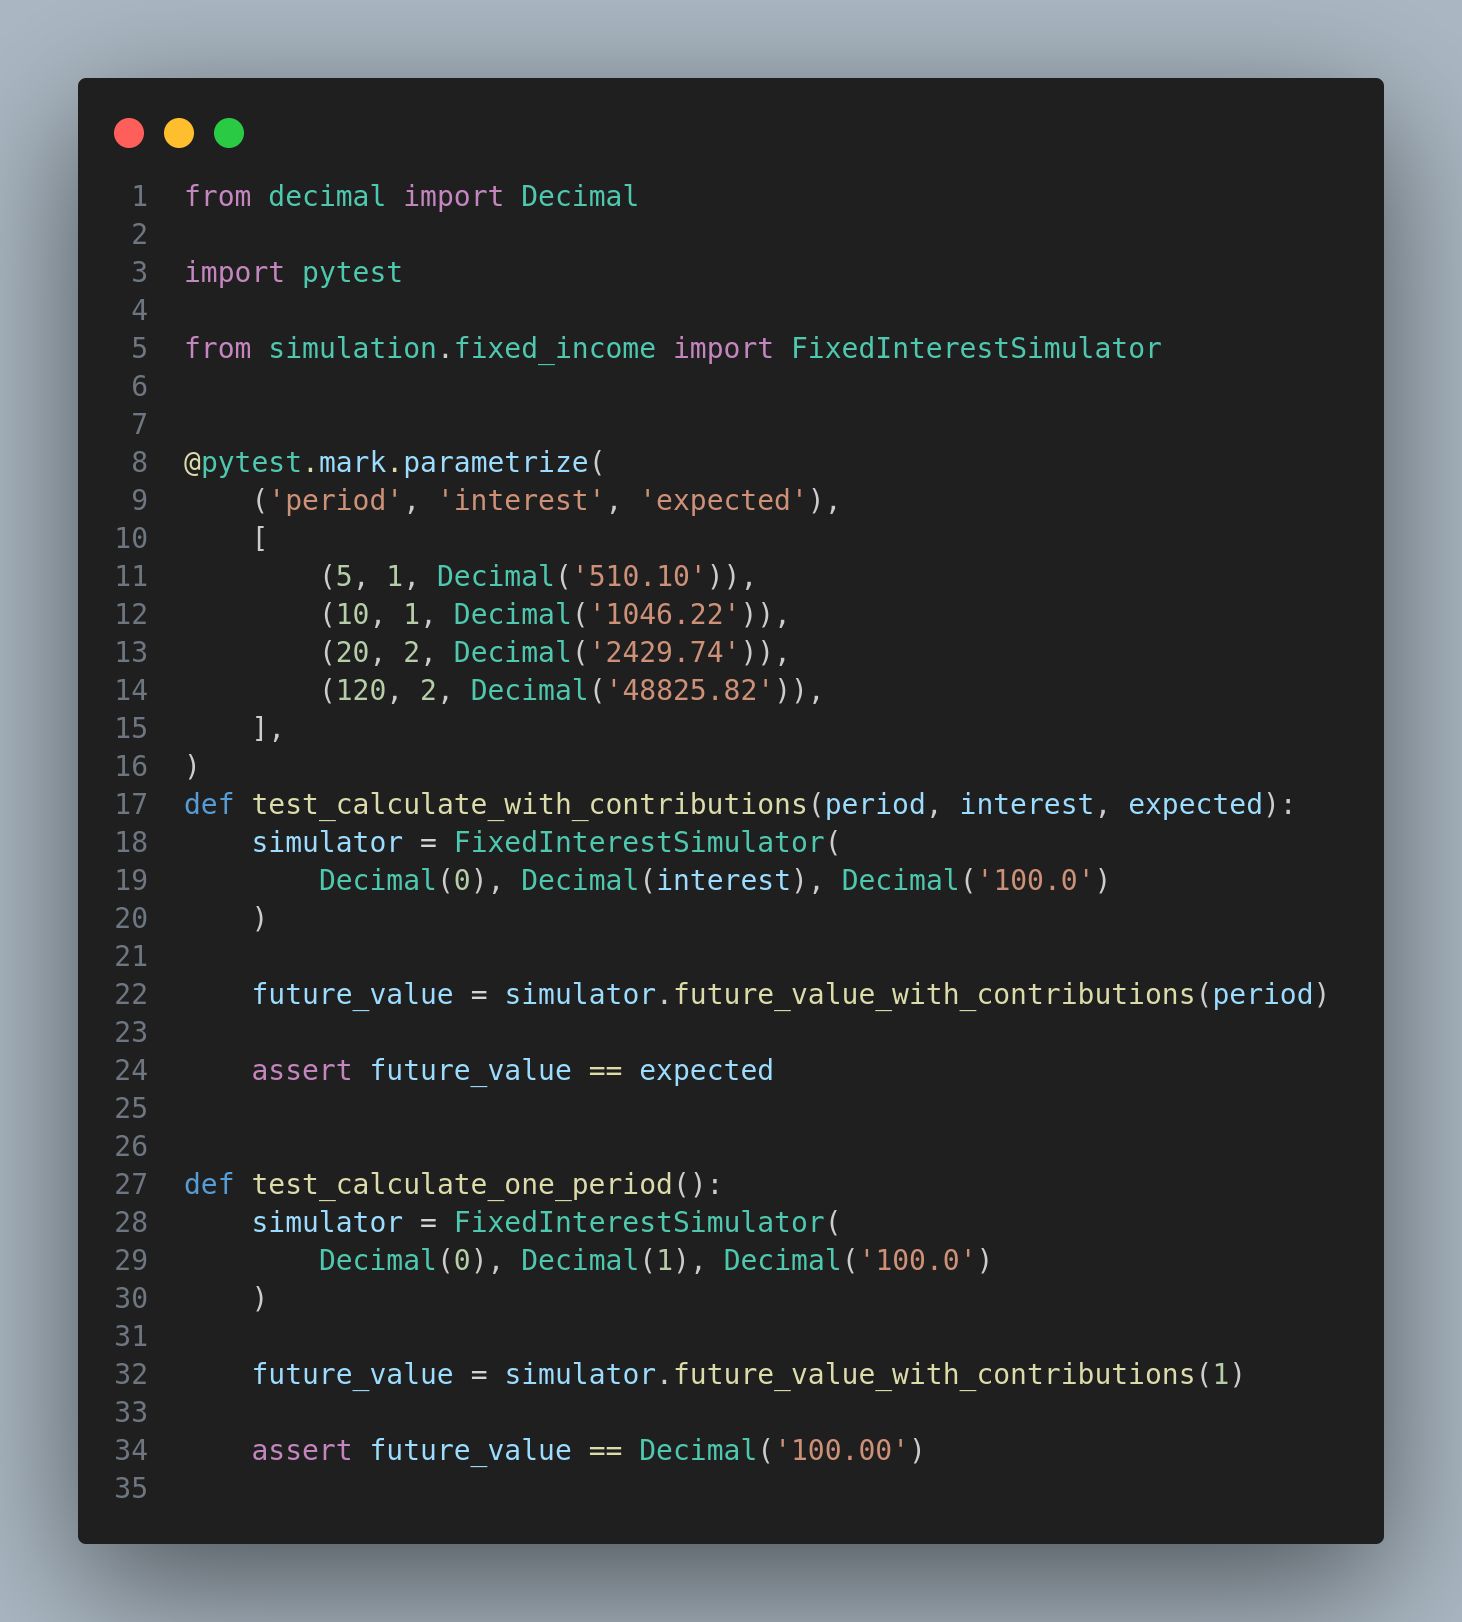 1 from decimal import Decimal
2
3 import pytest
4
5 from simulation.fixed_income import FixedInterestSimulator
6
7
8 @pytest.mark.parametrize(
9     ('period', 'interest', 'expected'),
10     [
11         (5, 1, Decimal('510.10')),
12         (10, 1, Decimal('1046.22')),
13         (20, 2, Decimal('2429.74')),
14         (120, 2, Decimal('48825.82')),
15     ],
16 )
17 def test_calculate_with_contributions(period, interest, expected):
18     simulator = FixedInterestSimulator(
19         Decimal(0), Decimal(interest), Decimal('100.0')
20     )
21
22     future_value = simulator.future_value_with_contributions(period)
23
24     assert future_value == expected
25
26
27 def test_calculate_one_period():
28     simulator = FixedInterestSimulator(
29         Decimal(0), Decimal(1), Decimal('100.0')
30     )
31
32     future_value = simulator.future_value_with_contributions(1)
33
34     assert future_value == Decimal('100.00')
35